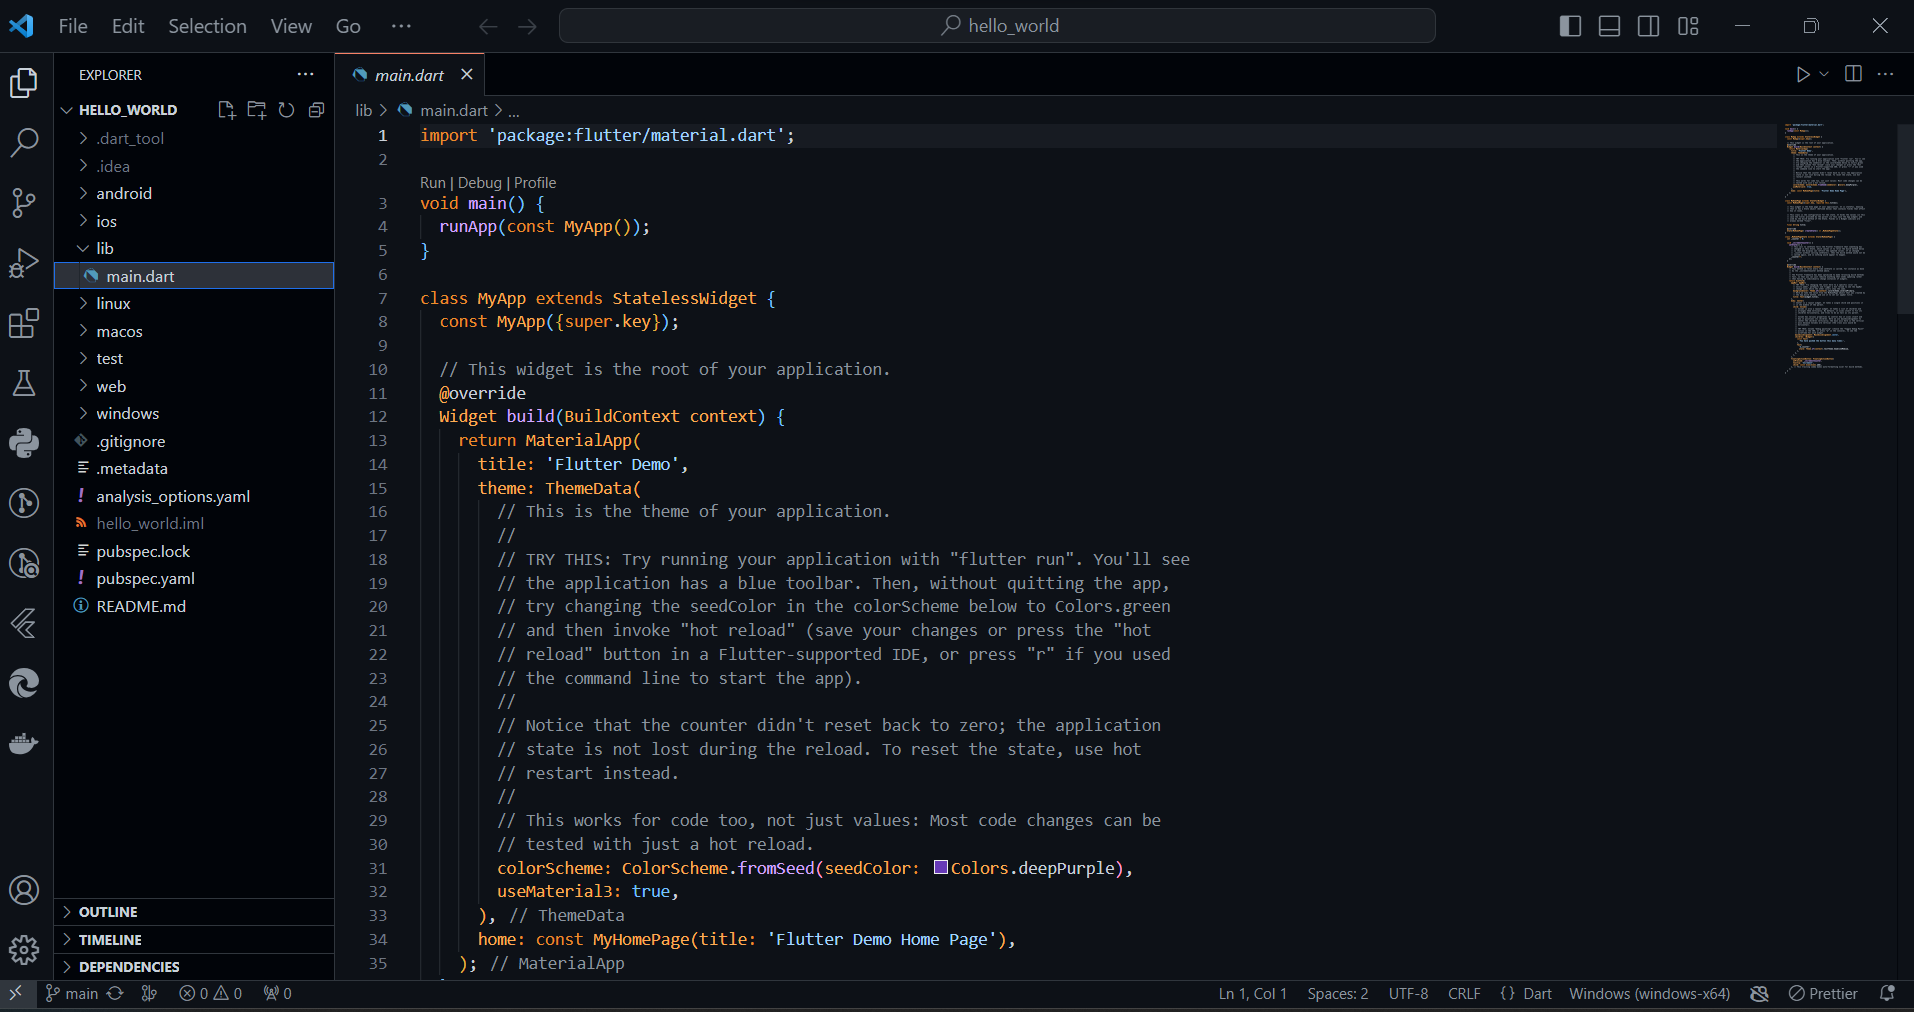 File Edit Selection View Go ...
hello_world
EXPLORER
HELLO_WORLD
.dart_tool
.idea
android
ios
lib
main.dart
linux
macos
test
web
windows
.gitignore
.metadata
! analysis_options.yaml
hello_world.iml
pubspec.lock
! pubspec.yaml
README.md
OUTLINE
TIMELINE
DEPENDENCIES
main.dart
lib > main.dart > ...
1 import 'package:flutter/material.dart';
2
Run | Debug | Profile
3 void main() {
4 runApp(const MyApp());
5 }
6
7 class MyApp extends StatelessWidget {
8 const MyApp({super.key});
9
10 // This widget is the root of your application.
11 @override
12 Widget build(BuildContext context) {
13 return MaterialApp(
14 title: 'Flutter Demo',
15 theme: ThemeData(
16 // This is the theme of your application.
17 //
18 // TRY THIS: Try running your application with "flutter run". You'll see
19 // the application has a blue toolbar. Then, without quitting the app,
20 // try changing the seedColor in the colorScheme below to Colors.green
21 // and then invoke "hot reload" (save your changes or press the "hot
22 // reload" button in a Flutter-supported IDE, or press "r" if you used
23 // the command line to start the app).
24 //
25 // Notice that the counter didn't reset back to zero; the application
26 // state is not lost during the reload. To reset the state, use hot
27 // restart instead.
28 //
29 // This works for code too, not just values: Most code changes can be
30 // tested with just a hot reload.
31 colorScheme: ColorScheme.fromSeed(seedColor: Colors.deepPurple),
32 useMaterial3: true,
33 ), // ThemeData
34 home: const MyHomePage(title: 'Flutter Demo Home Page'),
35 ); // MaterialApp
main 0 0 0 Ln 1, Col 1 Spaces: 2 UTF-8 CRLF {} Dart Windows (windows-x64) Prettier